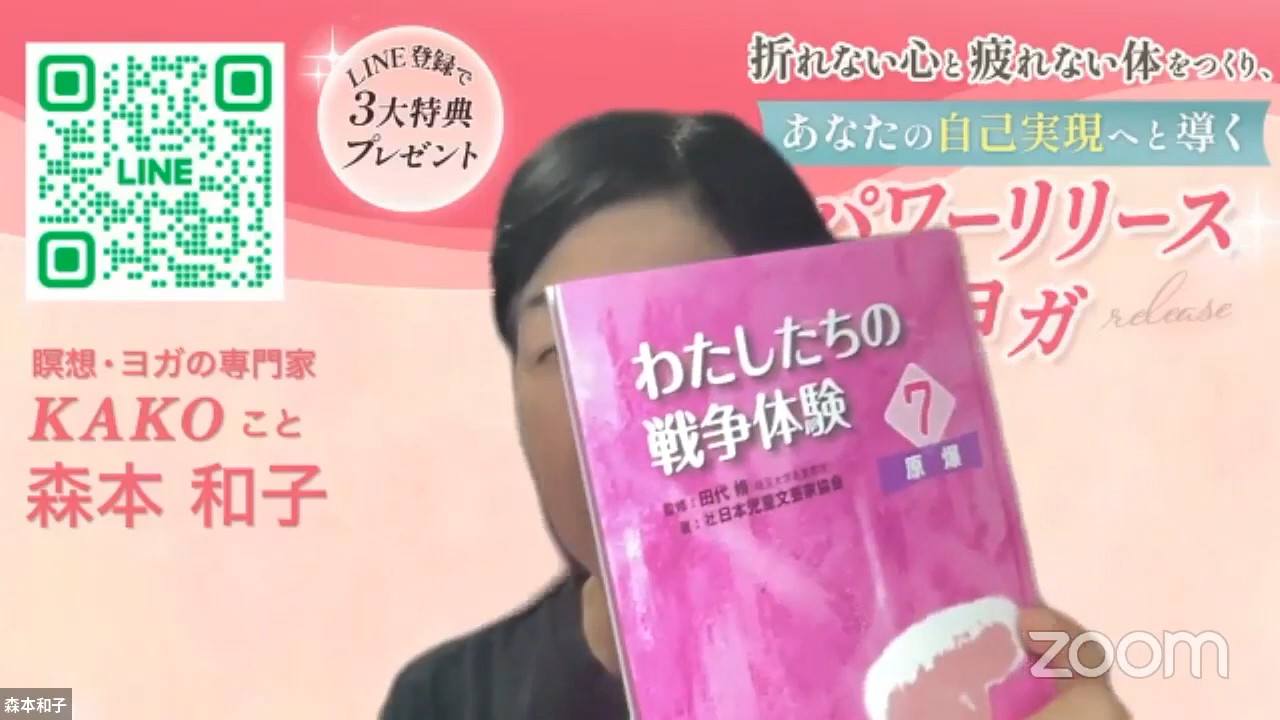 LINE
LINE登録で
3大特典
プレゼント
折れない心と疲れない体をつくり、
あなたの自己実現へと導く
パワーリリース
ヨガ
release
瞑想・ヨガの専門家
KAKO こと
森本 和子
わたしたちの
戦争体験
7
原爆
監修:田代 脩
著:社日本児童文芸家協会
zoom
森本和子